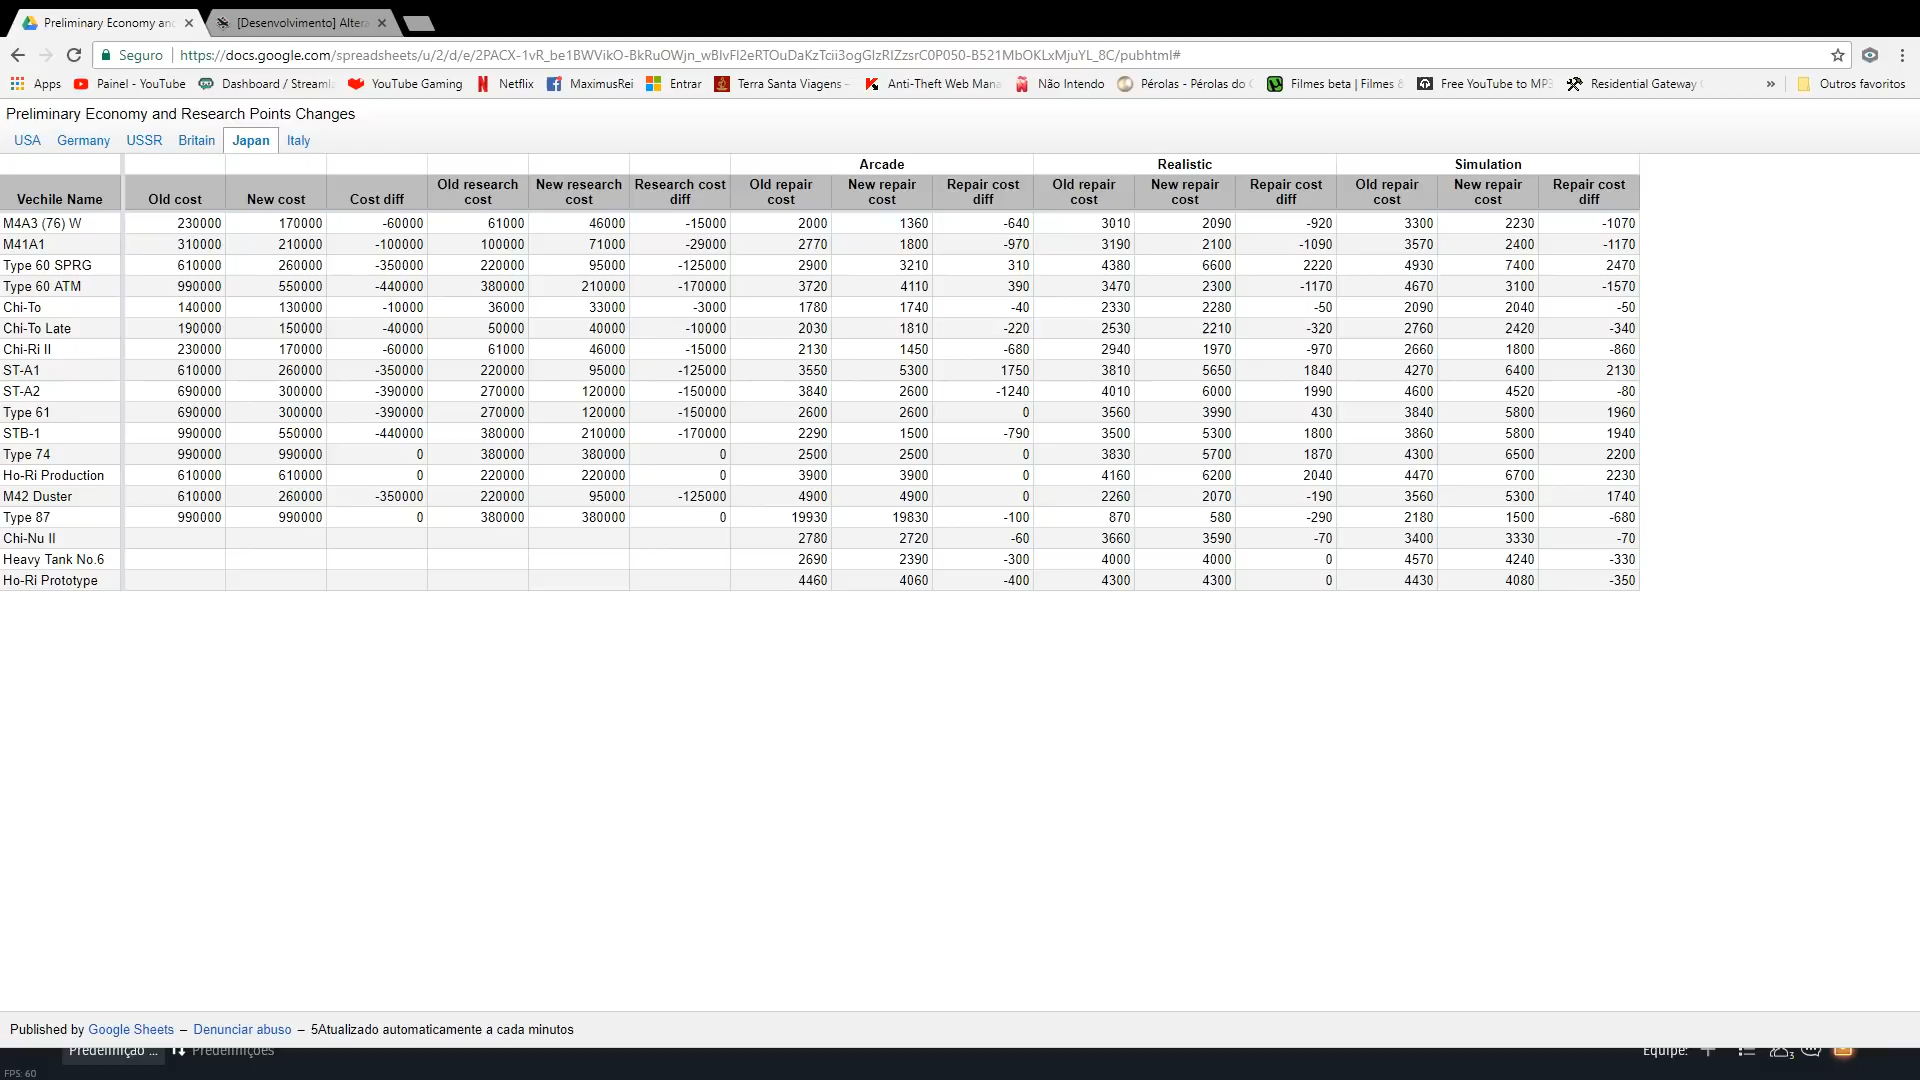 Preliminary Economy anc
[Desenvolvimento] Altera
Seguro https://docs.google.com/spreadsheets/u/2/d/e/2PACX-1vR_be1BWVikO-BkRuOWjn_wBIvFl2eRTOuDaKzTcii3ogGlzRIZzsrC0P050-B521MbOKLxMjuYL_8C/pubhtml#
Apps Painel - YouTube Dashboard / Streaml YouTube Gaming Netflix MaximusRei Entrar Terra Santa Viagens - Anti-Theft Web Mana Não Intendo Pérolas - Pérolas do Filmes beta | Filmes Free YouTube to MP3 Residential Gateway » Outros favoritos
Preliminary Economy and Research Points Changes
USA Germany USSR Britain Japan Italy
Arcade Realistic Simulation
Vechile Name Old cost New cost Cost diff Old research cost New research cost Research cost diff Old repair cost New repair cost Repair cost diff Old repair cost New repair cost Repair cost diff Old repair cost New repair cost Repair cost diff
M4A3 (76) W 230000 170000 -60000 61000 46000 -15000 2000 1360 -640 3010 2090 -920 3300 2230 -1070
M41A1 310000 210000 -100000 100000 71000 -29000 2770 1800 -970 3190 2100 -1090 3570 2400 -1170
Type 60 SPRG 610000 260000 -350000 220000 95000 -125000 2900 3210 310 4380 6600 2220 4930 7400 2470
Type 60 ATM 990000 550000 -440000 380000 210000 -170000 3720 4110 390 3470 2300 -1170 4670 3100 -1570
Chi-To 140000 130000 -10000 36000 33000 -3000 1780 1740 -40 2330 2280 -50 2090 2040 -50
Chi-To Late 190000 150000 -40000 50000 40000 -10000 2030 1810 -220 2530 2210 -320 2760 2420 -340
Chi-Ri II 230000 170000 -60000 61000 46000 -15000 2130 1450 -680 2940 1970 -970 2660 1800 -860
ST-A1 610000 260000 -350000 220000 95000 -125000 3550 5300 1750 3810 5650 1840 4270 6400 2130
ST-A2 690000 300000 -390000 270000 120000 -150000 3840 2600 -1240 4010 6000 1990 4600 4520 -80
Type 61 690000 300000 -390000 270000 120000 -150000 2600 2600 0 3560 3990 430 3840 5800 1960
STB-1 990000 550000 -440000 380000 210000 -170000 2290 1500 -790 3500 5300 1800 3860 5800 1940
Type 74 990000 990000 0 380000 380000 0 2500 2500 0 3830 5700 1870 4300 6500 2200
Ho-Ri Production 610000 610000 0 220000 220000 0 3900 3900 0 4160 6200 2040 4470 6700 2230
M42 Duster 610000 260000 -350000 220000 95000 -125000 4900 4900 0 2260 2070 -190 3560 5300 1740
Type 87 990000 990000 0 380000 380000 0 19930 19830 -100 870 580 -290 2180 1500 -680
Chi-Nu II 2780 2720 -60 3660 3590 -70 3400 3330 -70
Heavy Tank No.6 2690 2390 -300 4000 4000 0 4570 4240 -330
Ho-Ri Prototype 4460 4060 -400 4300 4300 0 4430 4080 -350
Published by Google Sheets – Denunciar abuso – 5Atualizado automaticamente a cada minutos
Predefinição ... Predefinições Equipe: 3
FPS: 60